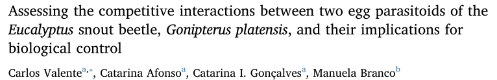 Assessing the competitive interactions between two egg parasitoids of the
Eucalyptus snout beetle, Gonipterus platensis, and their implications for
biological control
Carlos Valente a,*, Catarina Afonso a, Catarina I. Gonçalves a, Manuela Branco b